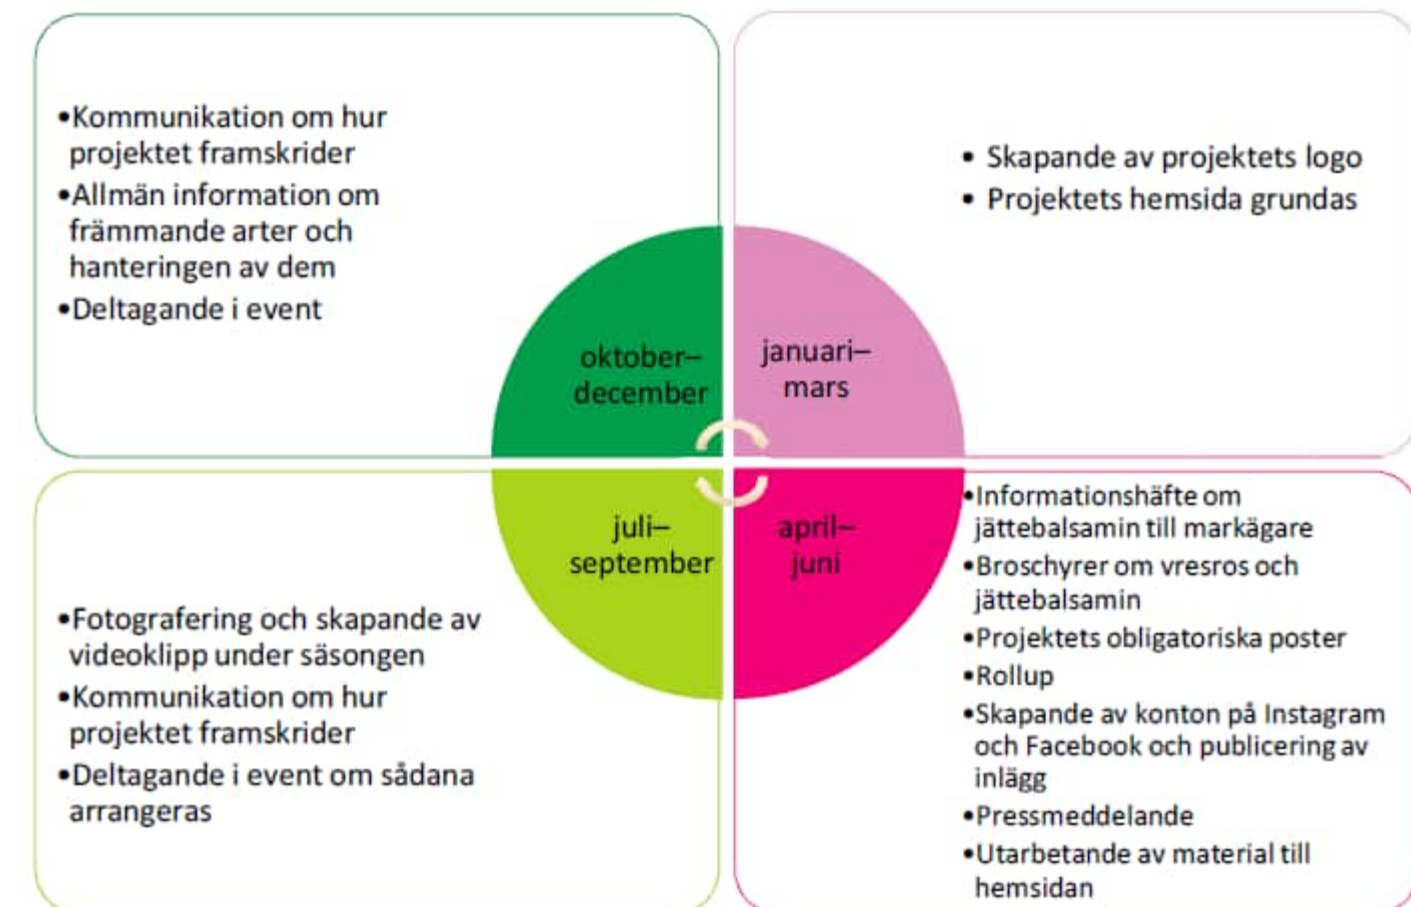 •Kommunikation om hur
projektet framskrider
•Allmän information om
främmande arter och
hanteringen av dem
•Deltagande i event
• Skapande av projektets logo
• Projektets hemsida grundas
oktober–
december
januari–
mars
juli–
september
april–
juni
•Fotografering och skapande av
videoklipp under säsongen
•Kommunikation om hur
projektet framskrider
•Deltagande i event om sådana
arrangeras
•Informationshäfte om
jättebalsamin till markägare
•Broschyrer om vresros och
jättebalsamin
•Projektets obligatoriska poster
•Rollup
•Skapande av konton på Instagram
och Facebook och publicering av
inlägg
•Pressmeddelande
•Utarbetande av material till
hemsidan